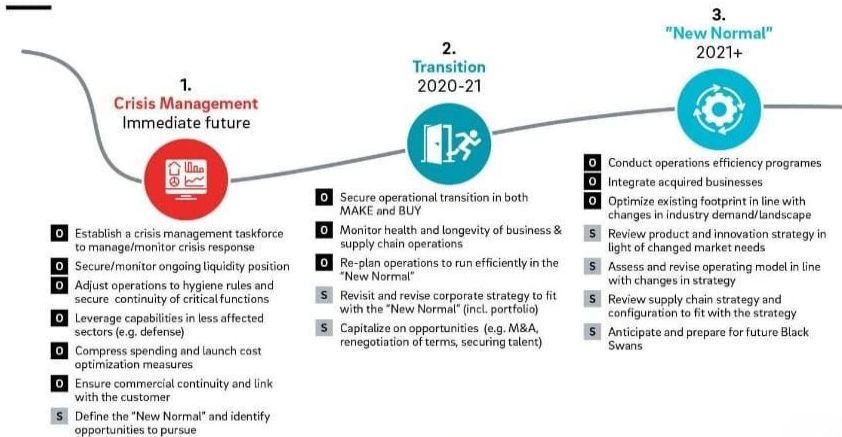 1.
Crisis Management
Immediate future
O Establish a crisis management taskforce
to manage/monitor crisis response
O Secure/monitor ongoing liquidity position
O Adjust operations to hygiene rules and
secure continuity of critical functions
O Leverage capabilities in less affected
sectors (e.g. defense)
O Compress spending and launch cost
optimization measures
O Ensure commercial continuity and link
with the customer
S Define the "New Normal" and identify
opportunities to pursue
2.
Transition
2020-21
O Secure operational transition in both
MAKE and BUY
O Monitor health and longevity of business &
supply chain operations
O Re-plan operations to run efficiently in the
"New Normal"
S Revisit and revise corporate strategy to fit
with the "New Normal" (incl. portfolio)
S Capitalize on opportunities (e.g. M&A,
renegotiation of terms, securing talent)
3.
"New Normal"
2021+
O Conduct operations efficiency programes
O Integrate acquired businesses
O Optimize existing footprint in line with
changes in industry demand/landscape
S Review product and innovation strategy in
light of changed market needs
S Assess and revise operating model in line
with changes in strategy
S Review supply chain strategy and
configuration to fit with the strategy
S Anticipate and prepare for future Black
Swans